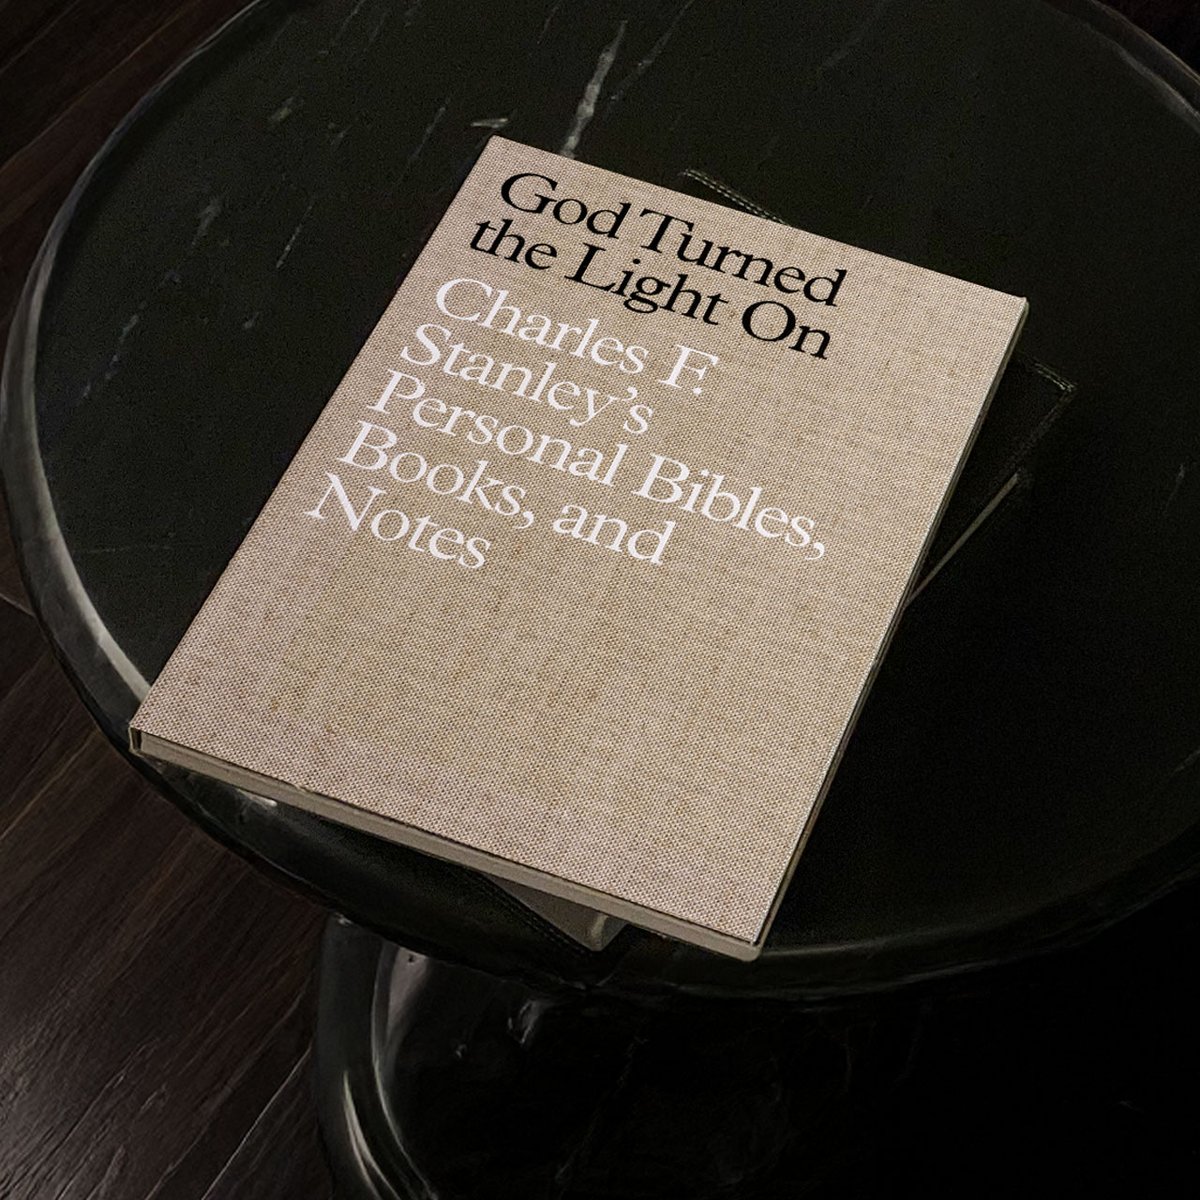 God Turned
the Light On
Charles F.
Stanley’s
Personal Bibles,
Books, and
Notes